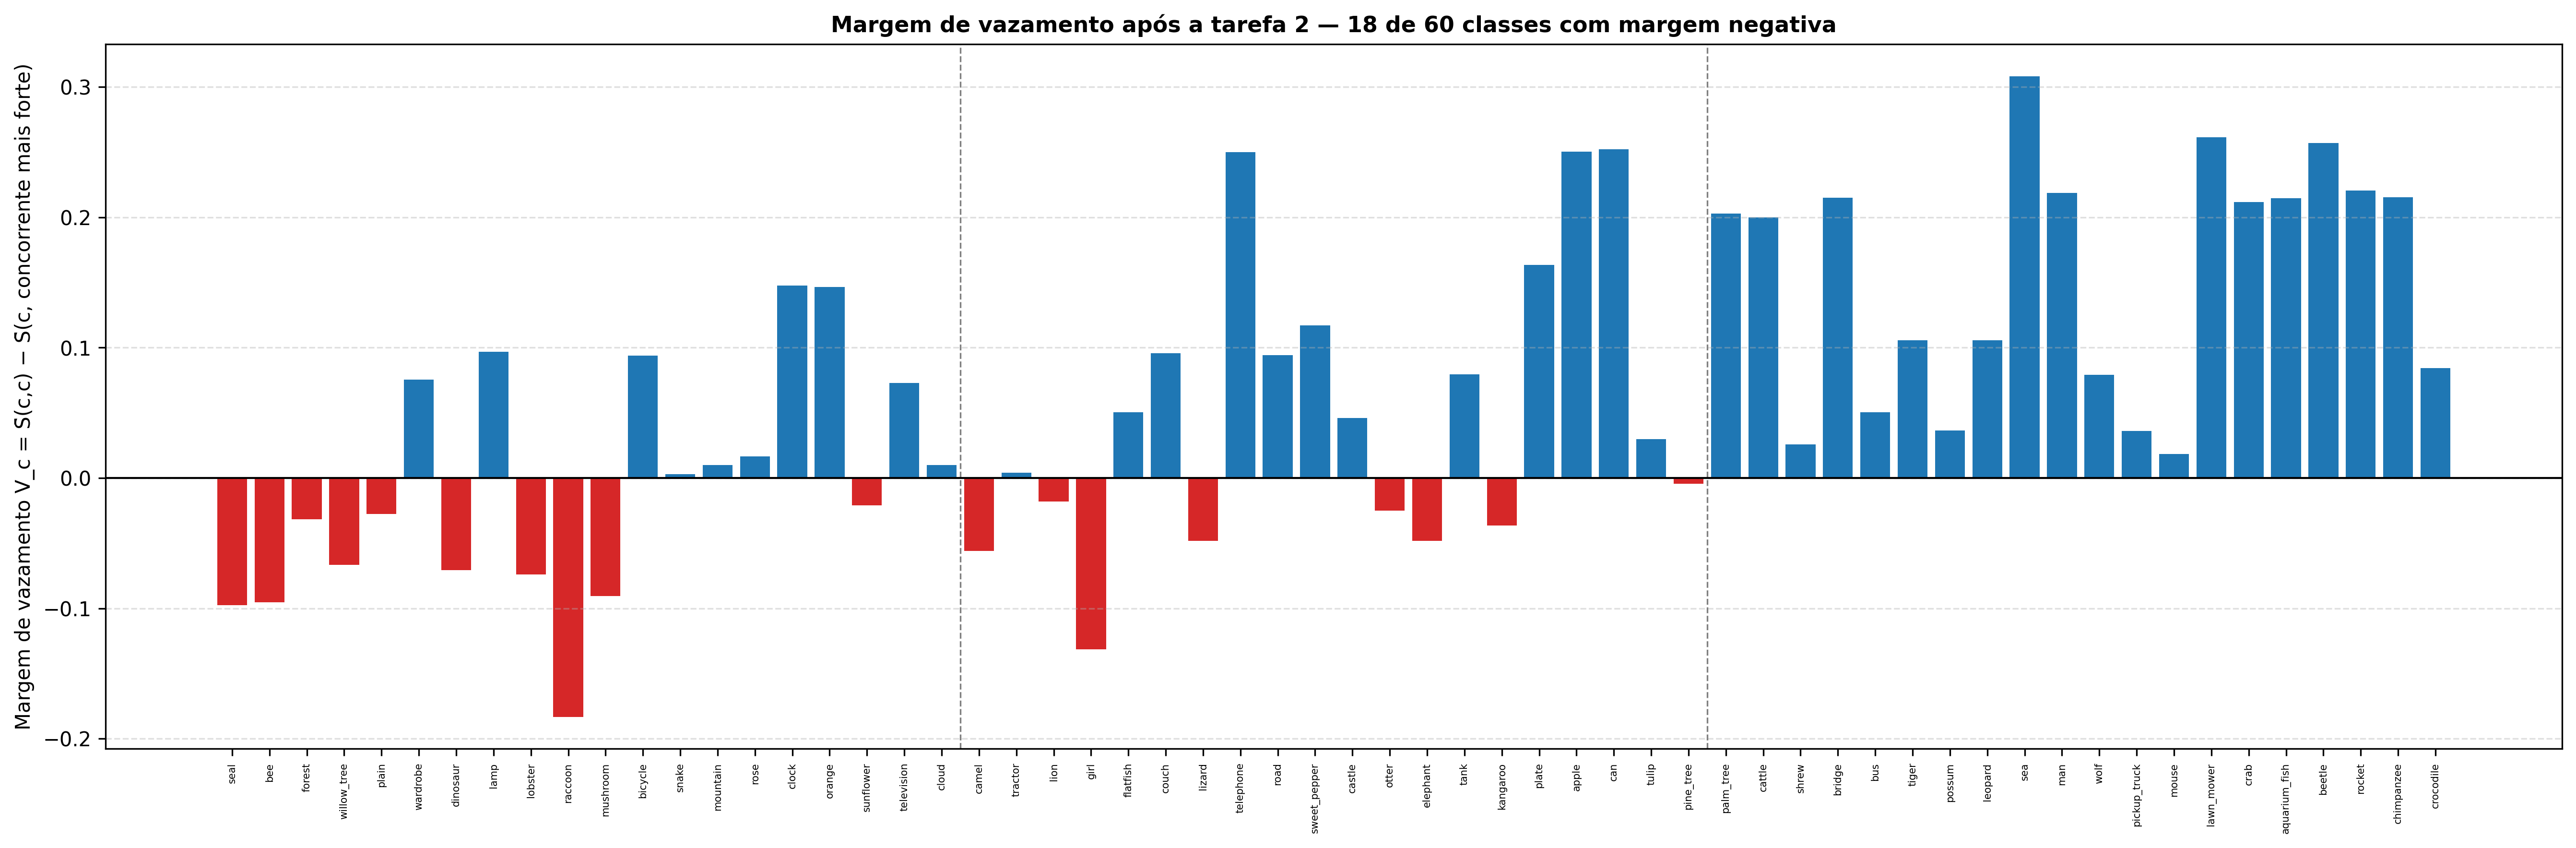 Margem de vazamento após a tarefa 2 — 18 de 60 classes com margem negativa
Margem de vazamento V_c = S(c,c) − S(c, concorrente mais forte)
0.3
0.2
0.1
0.0
−0.1
−0.2
seal
bee
forest
willow_tree
plain
wardrobe
dinosaur
lamp
lobster
raccoon
mushroom
bicycle
snake
mountain
rose
clock
orange
sunflower
television
cloud
camel
tractor
lion
girl
flatfish
couch
lizard
telephone
road
sweet_pepper
castle
otter
elephant
tank
kangaroo
plate
apple
can
tulip
pine_tree
palm_tree
cattle
shrew
bridge
bus
tiger
possum
leopard
sea
man
wolf
pickup_truck
mouse
lawn_mower
crab
aquarium_fish
beetle
rocket
chimpanzee
crocodile